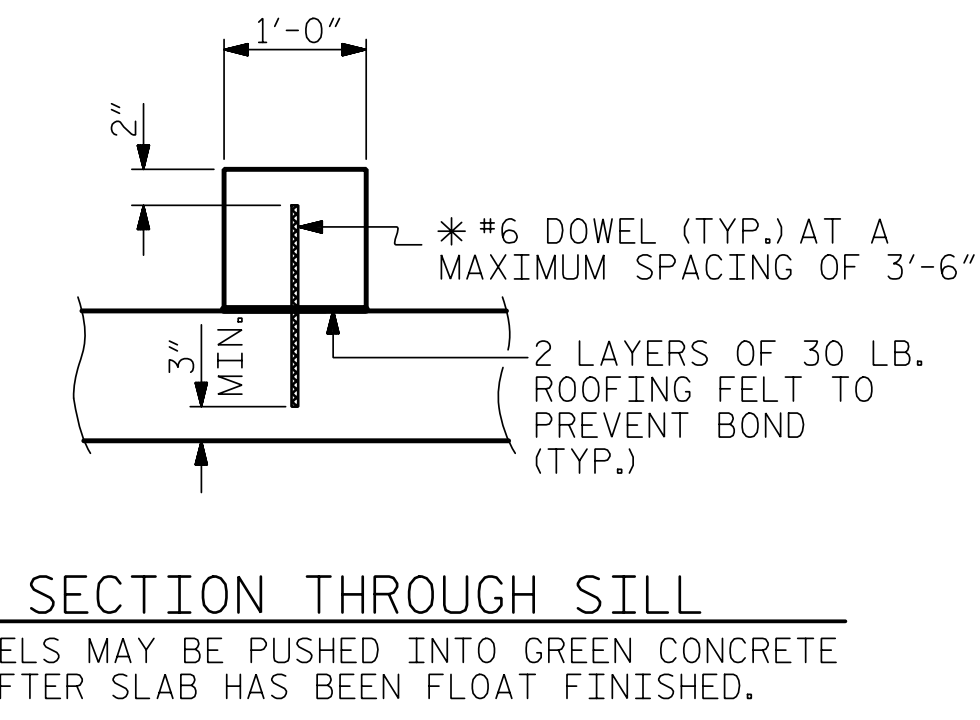 1'-0"
2"
* #6 DOWEL (TYP.) AT A
MAXIMUM SPACING OF 3'-6"
3"
MIN.
2 LAYERS OF 30 LB.
ROOFING FELT TO
PREVENT BOND
(TYP.)
SECTION THROUGH SILL
ELS MAY BE PUSHED INTO GREEN CONCRETE
FTER SLAB HAS BEEN FLOAT FINISHED.